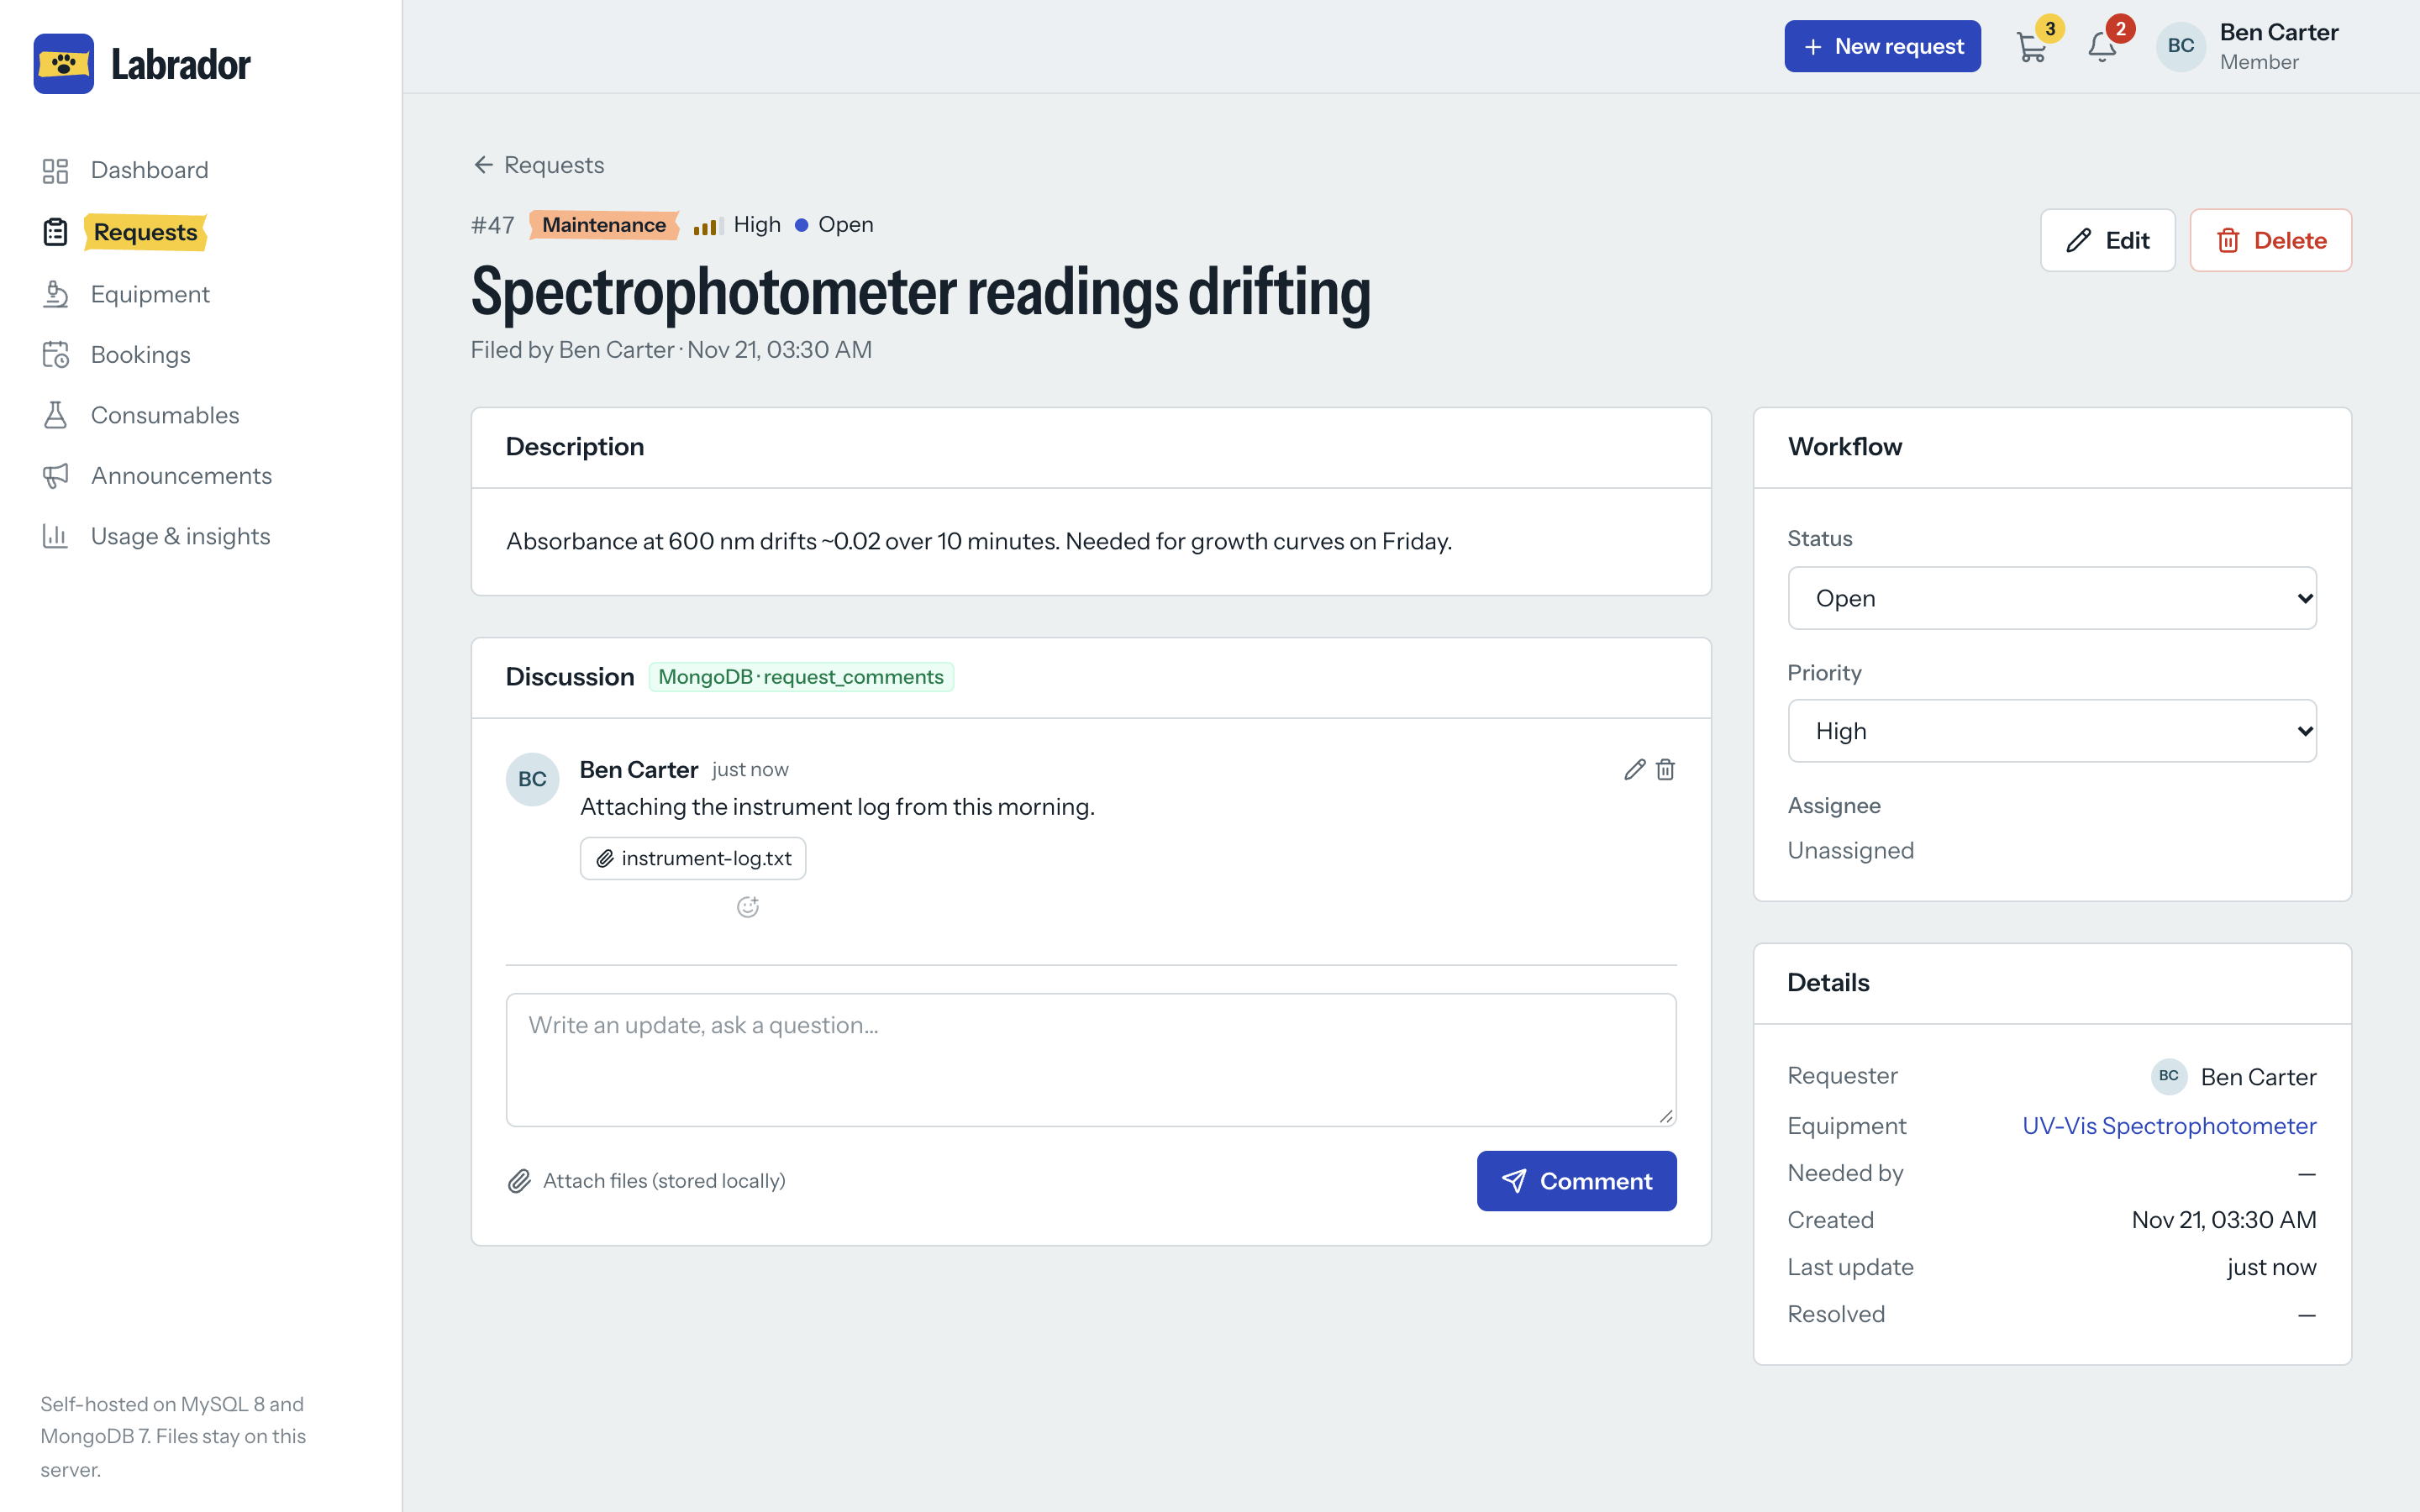 Labrador
Dashboard
Requests
Equipment
Bookings
Consumables
Announcements
Usage & insights
Self-hosted on MySQL 8 and
MongoDB 7. Files stay on this
server.
New request
3
2
BC
Ben Carter
Member
Requests
#47 Maintenance High Open
Spectrophotometer readings drifting
Filed by Ben Carter · Nov 21, 03:30 AM
Edit
Delete
Description
Absorbance at 600 nm drifts ~0.02 over 10 minutes. Needed for growth curves on Friday.
Discussion MongoDB · request_comments
BC
Ben Carter just now
Attaching the instrument log from this morning.
instrument-log.txt
Write an update, ask a question...
Attach files (stored locally)
Comment
Workflow
Status
Open
Priority
High
Assignee
Unassigned
Details
Requester BC Ben Carter
Equipment UV-Vis Spectrophotometer
Needed by —
Created Nov 21, 03:30 AM
Last update just now
Resolved —